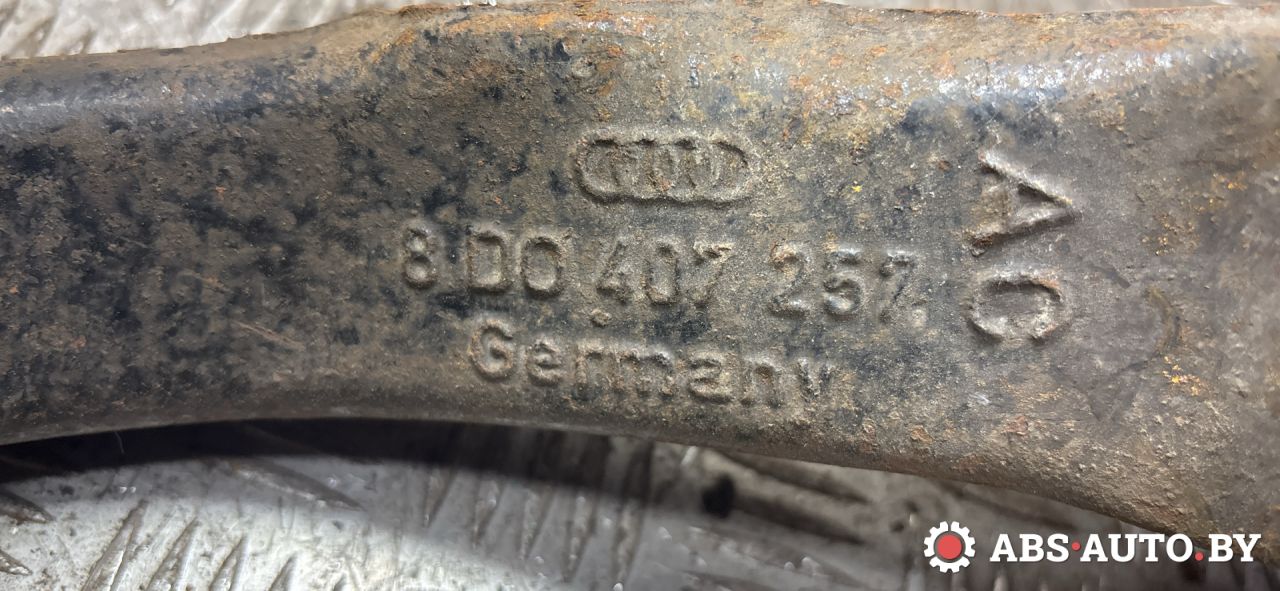 8D0.407 257.
Germany
AC
ABS·AUTO.BY